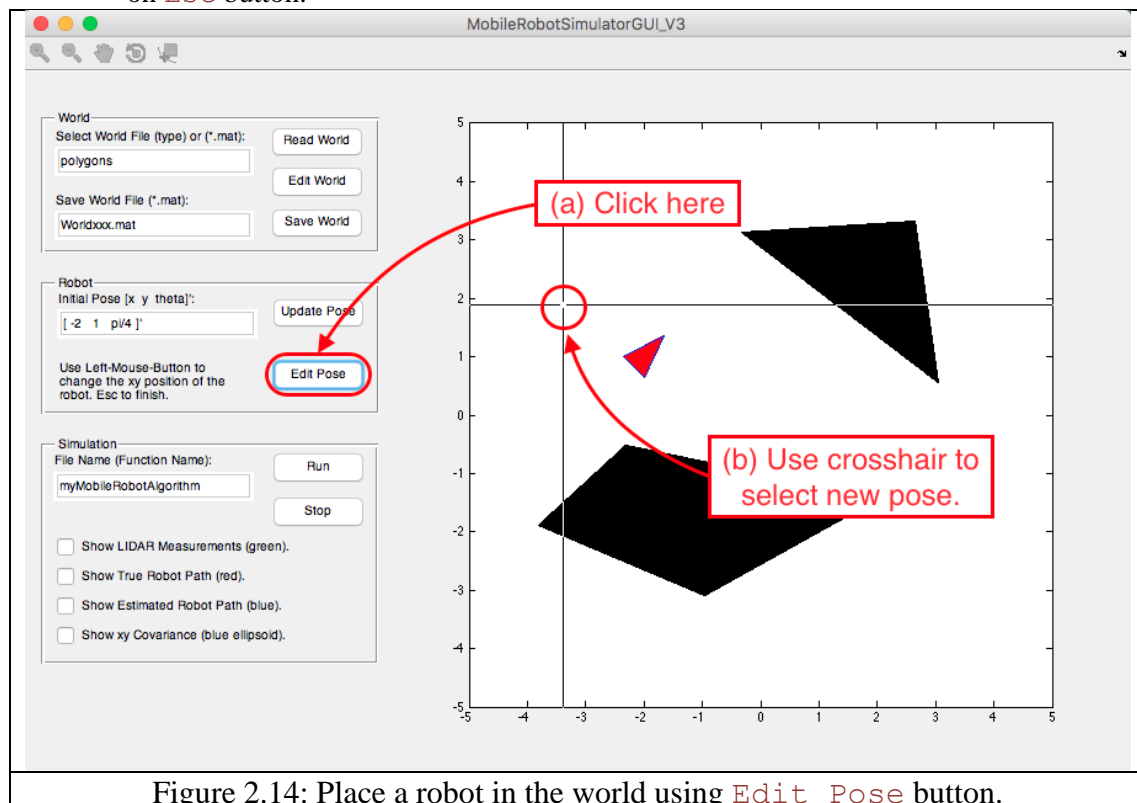 on ESC button.
MobileRobotSimulatorGUI_V3
World
Select World File (type) or (*.mat):
polygons
Read World
Edit World
Save World File (*.mat):
Worldxxx.mat
Save World
Robot
Initial Pose [x y theta]':
[ -2 1 pi/4 ]'
Update Pose
Use Left-Mouse-Button to
change the xy position of the
robot. Esc to finish.
Edit Pose
Simulation
File Name (Function Name):
myMobileRobotAlgorithm
Run
Stop
Show LIDAR Measurements (green).
Show True Robot Path (red).
Show Estimated Robot Path (blue).
Show xy Covariance (blue ellipsoid).
(a) Click here
(b) Use crosshair to
select new pose.
5
4
3
2
1
0
-1
-2
-3
-4
-5
-5 -4 -3 -2 -1 0 1 2 3 4 5
Figure 2.14: Place a robot in the world using Edit Pose button.